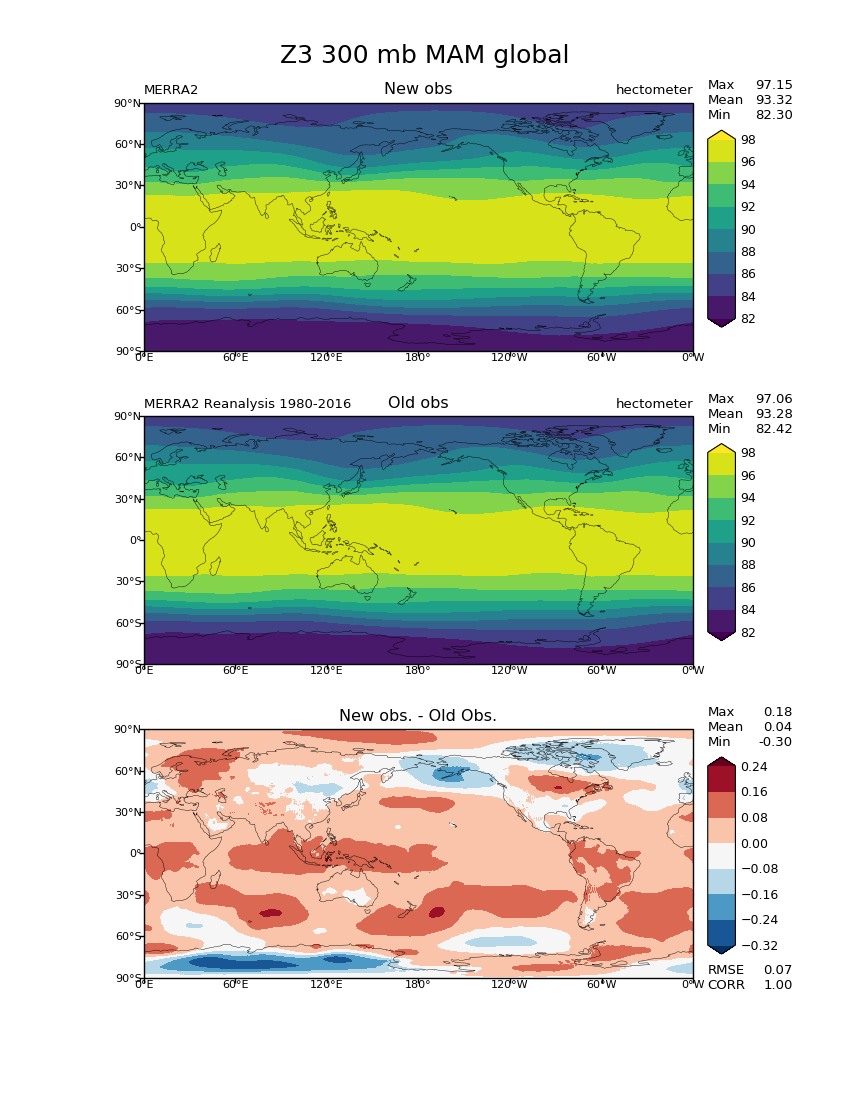 Z3 300 mb MAM global
MERRA2 New obs hectometer
Max 97.15
Mean 93.32
Min 82.30
90°N
60°N
30°N
0°
30°S
60°S
90°S
0°E 60°E 120°E 180° 120°W 60°W 0°W
98
96
94
92
90
88
86
84
82
MERRA2 Reanalysis 1980-2016 Old obs hectometer
Max 97.06
Mean 93.28
Min 82.42
90°N
60°N
30°N
0°
30°S
60°S
90°S
0°E 60°E 120°E 180° 120°W 60°W 0°W
98
96
94
92
90
88
86
84
82
New obs. - Old Obs.
Max 0.18
Mean 0.04
Min -0.30
90°N
60°N
30°N
0°
30°S
60°S
90°S
0°E 60°E 120°E 180° 120°W 60°W 0°W
0.24
0.16
0.08
0.00
−0.08
−0.16
−0.24
−0.32
RMSE 0.07
CORR 1.00